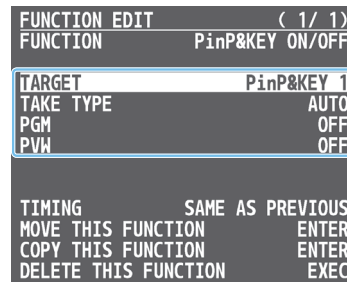 FUNCTION EDIT ( 1/ 1)
FUNCTION PinP&KEY ON/OFF
TARGET PinP&KEY 1
TAKE TYPE AUTO
PGM OFF
PVW OFF
TIMING SAME AS PREVIOUS
MOVE THIS FUNCTION ENTER
COPY THIS FUNCTION ENTER
DELETE THIS FUNCTION EXEC